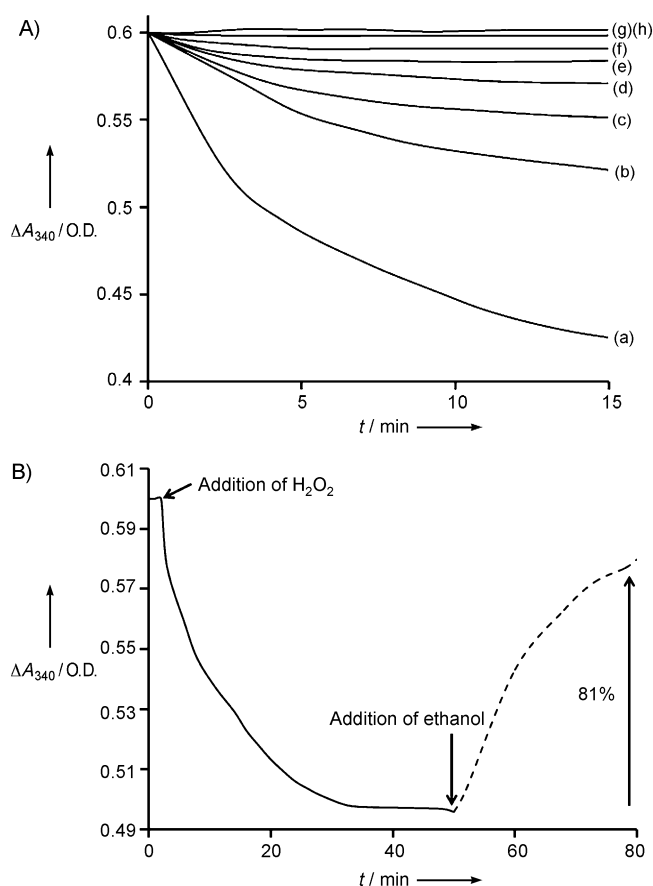 A)
0.6
0.55
0.5
0.45
0.4
ΔA340 / O.D.
(g)(h)
(f)
(e)
(d)
(c)
(b)
(a)
0 5 10 15
t / min
B)
0.61
0.59
0.57
0.55
0.53
0.51
0.49
ΔA340 / O.D.
Addition of H2O2
Addition of ethanol
81%
0 20 40 60 80
t / min